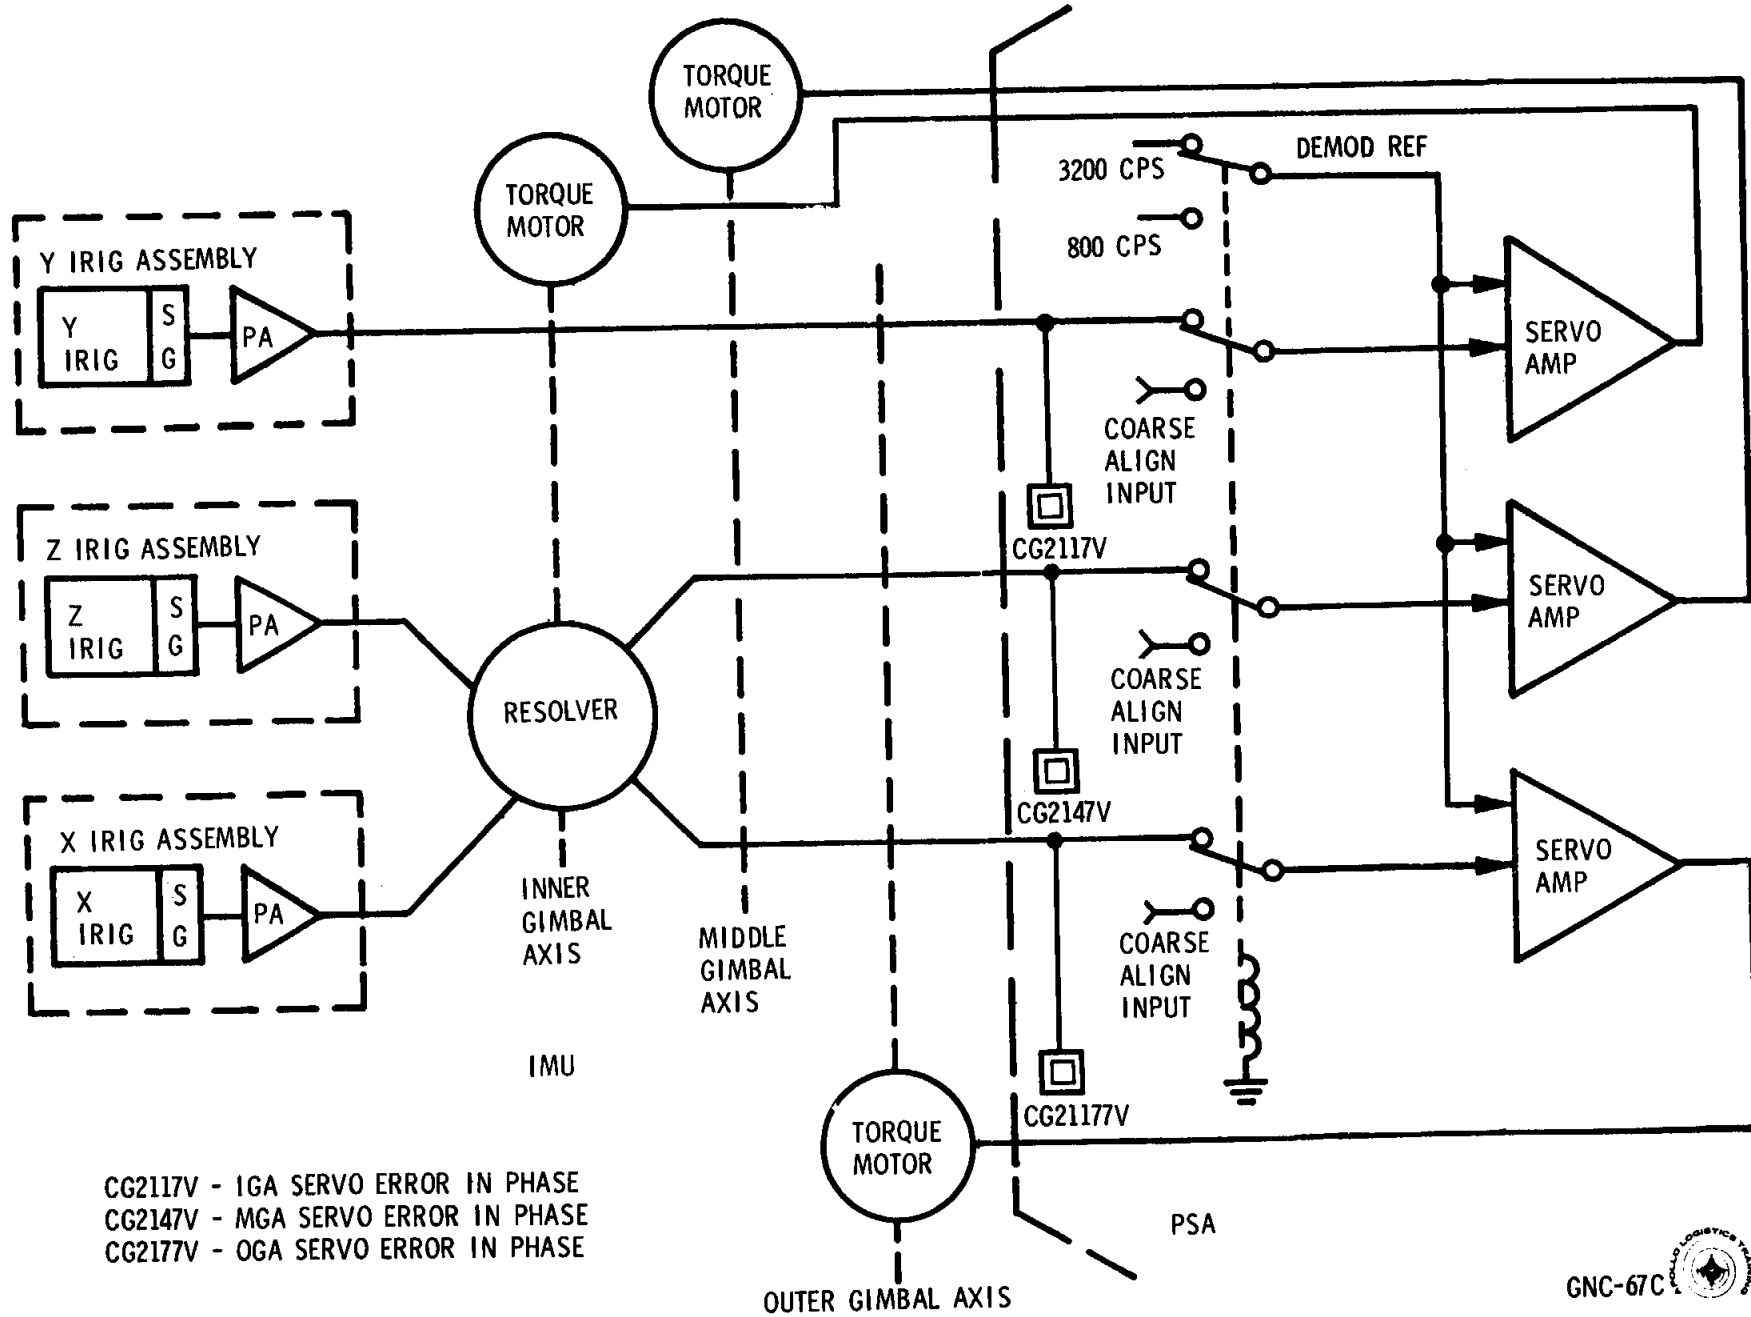 TORQUE
MOTOR
TORQUE
MOTOR
DEMOD REF
3200 CPS
800 CPS
Y IRIG ASSEMBLY
Y
IRIG
S
G
PA
SERVO
AMP
COARSE
ALIGN
INPUT
CG2117V
Z IRIG ASSEMBLY
Z
IRIG
S
G
PA
SERVO
AMP
RESOLVER
COARSE
ALIGN
INPUT
CG2147V
X IRIG ASSEMBLY
X
IRIG
S
G
PA
SERVO
AMP
INNER
GIMBAL
AXIS
MIDDLE
GIMBAL
AXIS
COARSE
ALIGN
INPUT
IMU
CG21177V
TORQUE
MOTOR
CG2117V - IGA SERVO ERROR IN PHASE
CG2147V - MGA SERVO ERROR IN PHASE
CG2177V - OGA SERVO ERROR IN PHASE
PSA
OUTER GIMBAL AXIS
GNC-67C
LOGISTICS